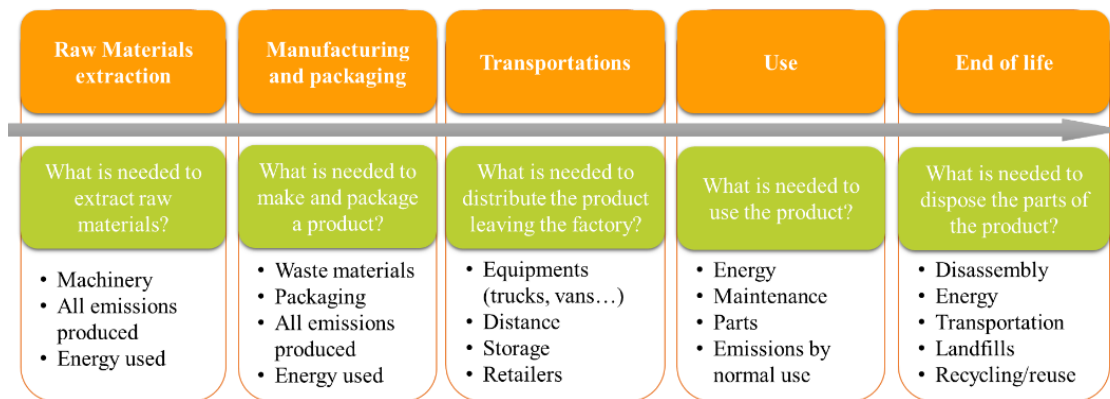 Raw Materials
extraction
Manufacturing
and packaging
Transportations
Use
End of life
What is needed to
extract raw
materials?
What is needed to
make and package
a product?
What is needed to
distribute the product
leaving the factory?
What is needed to
use the product?
What is needed to
dispose the parts of
the product?
• Machinery
• All emissions
produced
• Energy used
• Waste materials
• Packaging
• All emissions
produced
• Energy used
• Equipments
(trucks, vans…)
• Distance
• Storage
• Retailers
• Energy
• Maintenance
• Parts
• Emissions by
normal use
• Disassembly
• Energy
• Transportation
• Landfills
• Recycling/reuse